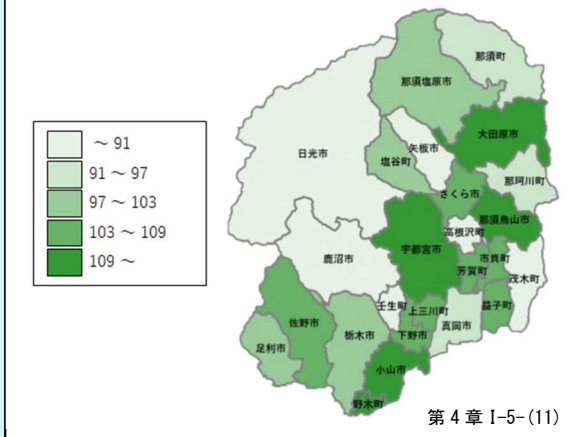 ～ 91
91 ～ 97
97 ～ 103
103 ～ 109
109 ～
那須町
那須塩原市
大田原市
矢板市
日光市
塩谷町
那珂川町
さくら市
那須烏山市
高根沢町
宇都宮市
市貝町
鹿沼市
芳賀町
茂木町
壬生町
上三川町
益子町
佐野市
真岡市
栃木市
下野市
足利市
小山市
野木町
第４章Ⅰ-5-(11)